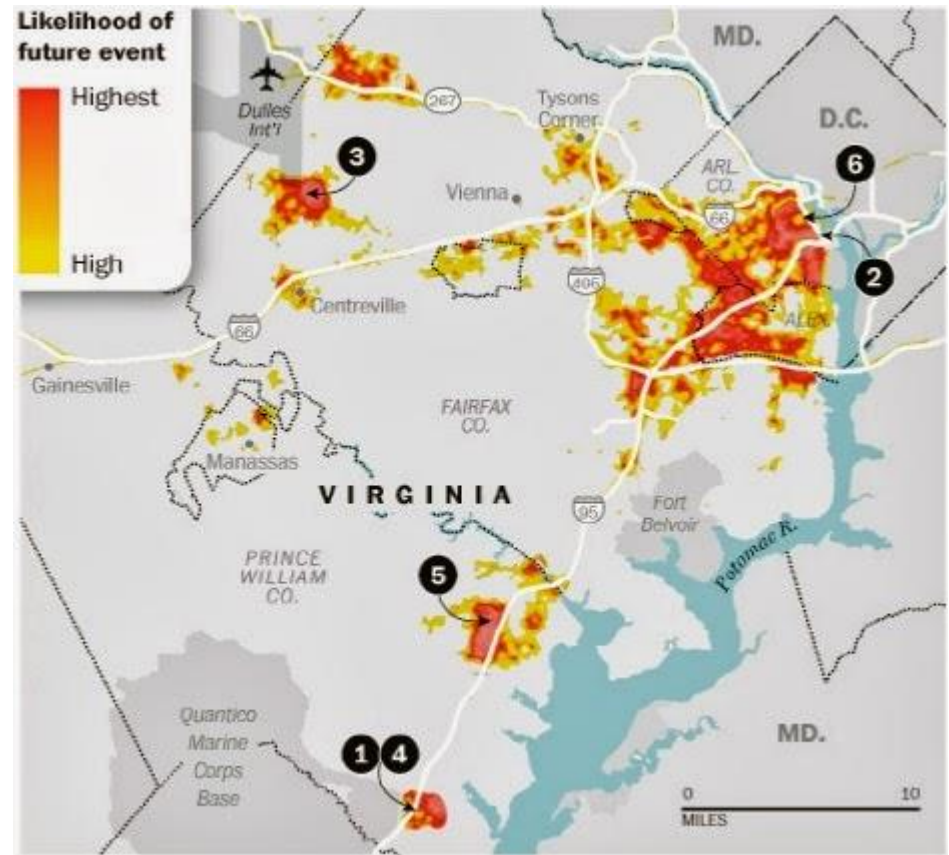 Likelihood of
future event
Highest
High
Dulles
Int'l
267
Tysons
Corner
MD.
D.C.
3
6
ARL.
CO.
66
Vienna
2
495
Centreville
ALEX.
66
Gainesville
FAIRFAX
CO.
Manassas
VIRGINIA
Fort
Belvoir
95
Potomac R.
PRINCE
WILLIAM
CO.
5
Quantico
Marine
Corps
Base
MD.
1 4
0 10
MILES